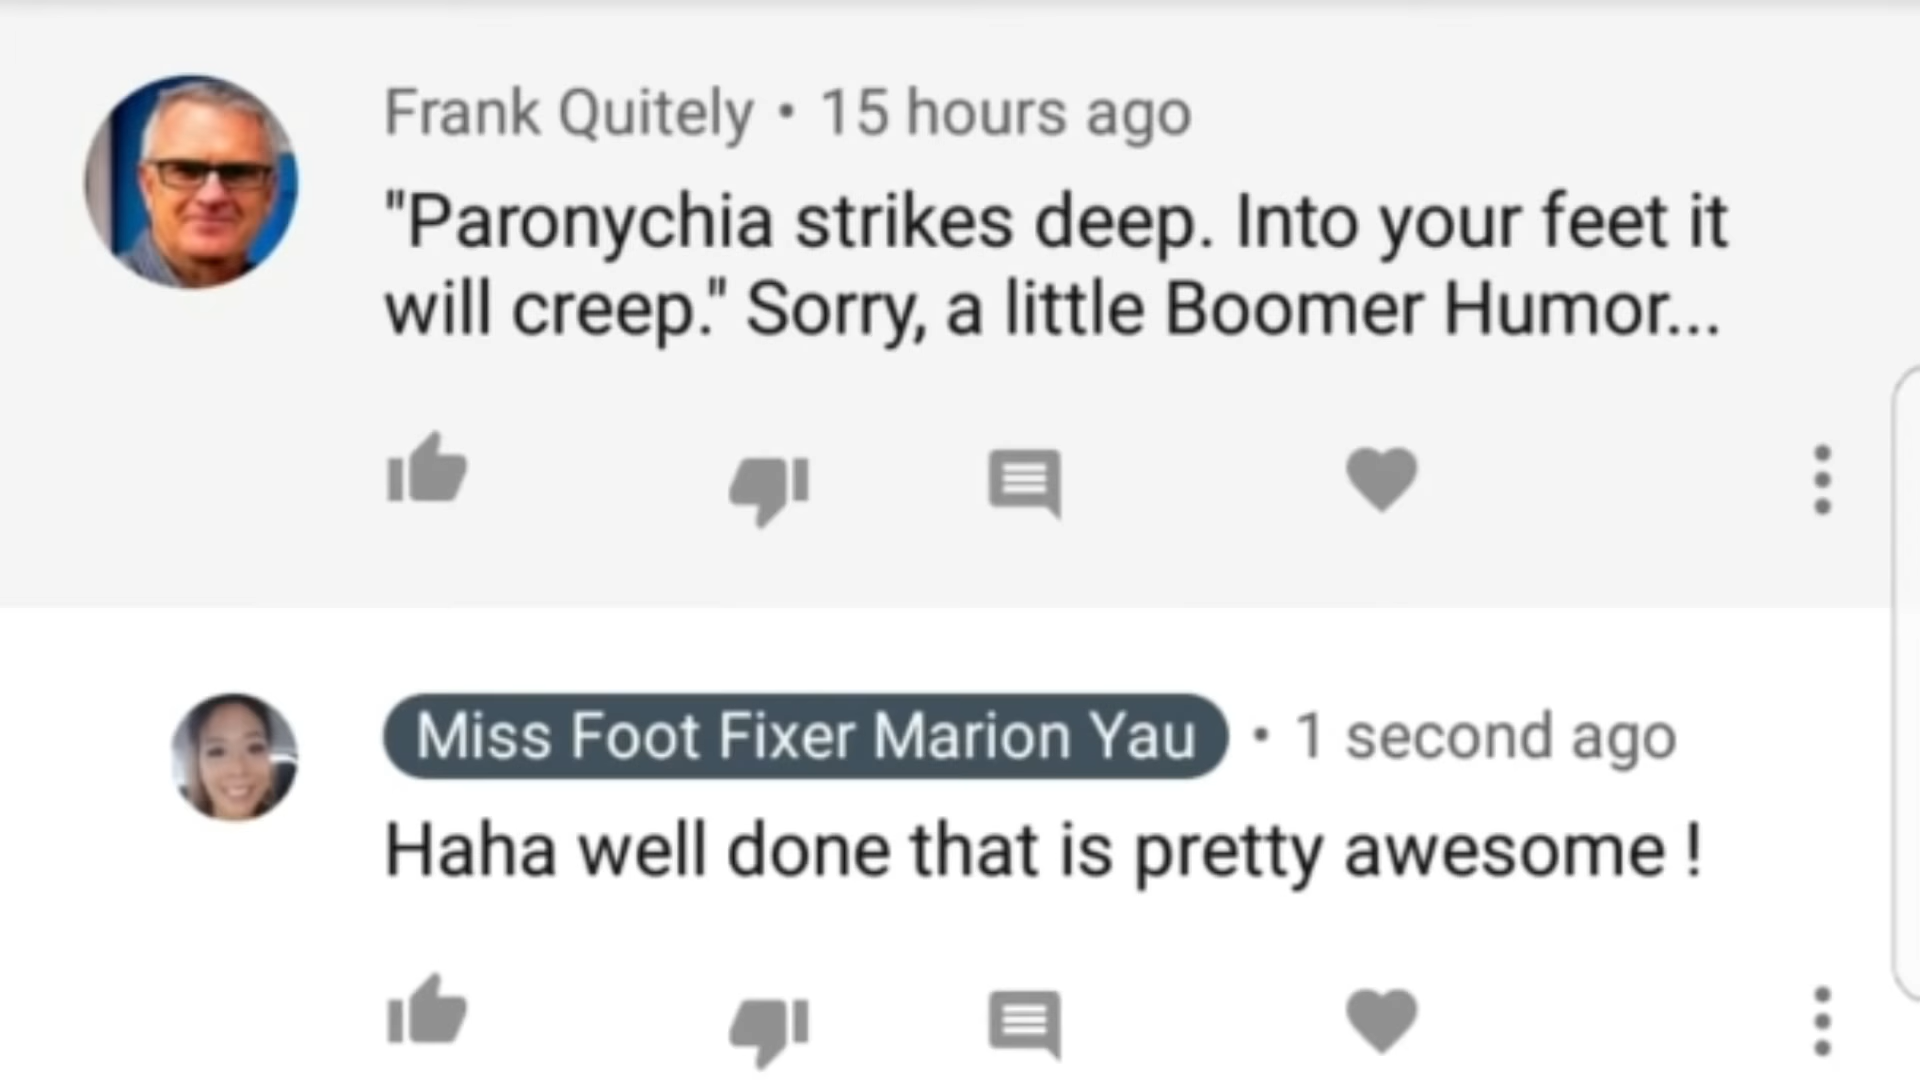 Frank Quitely • 15 hours ago
"Paronychia strikes deep. Into your feet it
will creep." Sorry, a little Boomer Humor...
Miss Foot Fixer Marion Yau • 1 second ago
Haha well done that is pretty awesome !